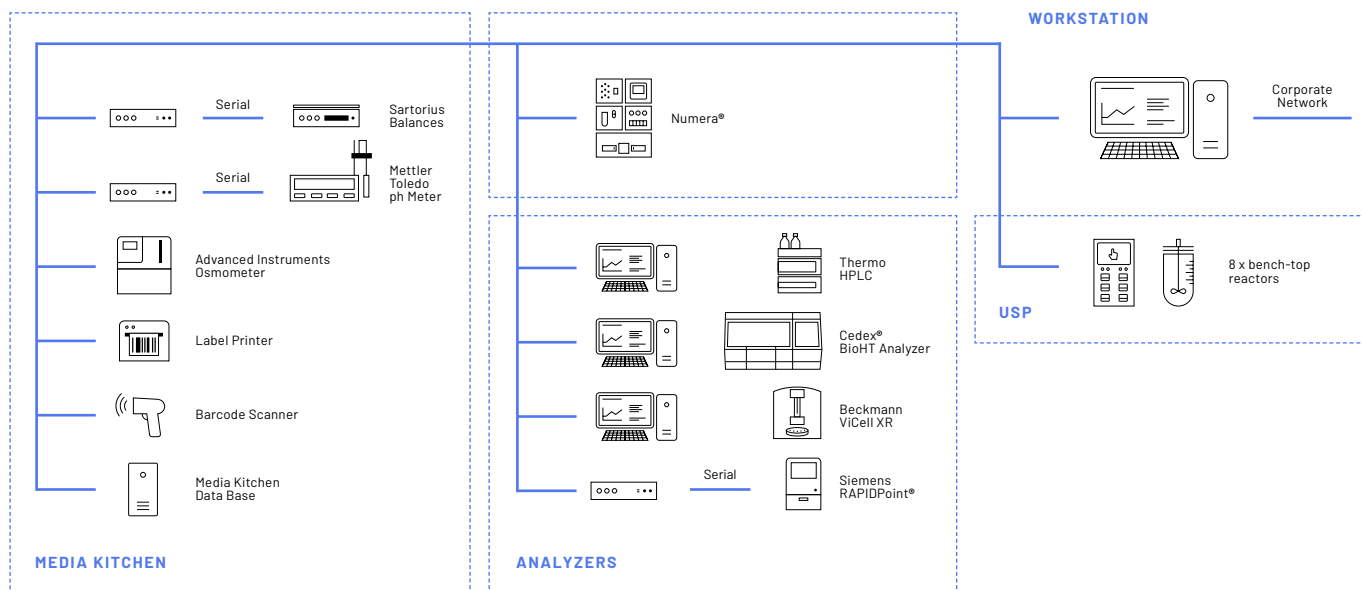 WORKSTATION
Serial
Sartorius
Balances
Serial
Mettler
Toledo
ph Meter
Advanced Instruments
Osmometer
Label Printer
Barcode Scanner
Media Kitchen
Data Base
MEDIA KITCHEN
Numera®
Thermo
HPLC
Cedex®
BioHT Analyzer
Beckmann
ViCell XR
Serial
Siemens
RAPIDPoint®
ANALYZERS
Corporate
Network
8 x bench-top
reactors
USP